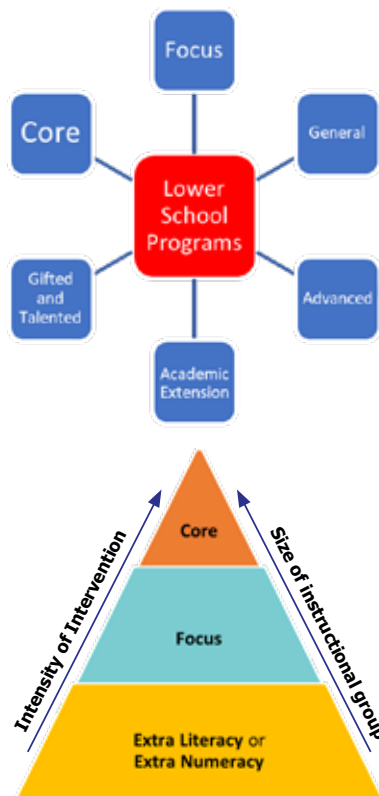 Focus
Core
General
Lower
School
Programs
Gifted
and
Talented
Advanced
Academic
Extension
Intensity of Intervention
Size of instructional group
Core
Focus
Extra Literacy or
Extra Numeracy